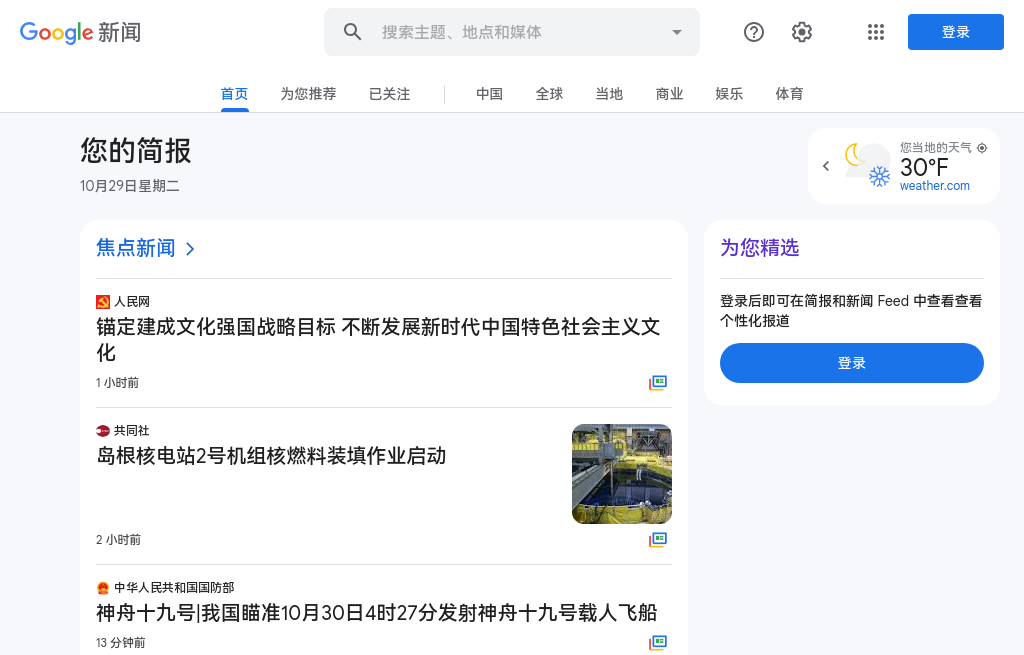 Google 新闻
搜索主题、地点和媒体
登录
首页
为您推荐
已关注
中国
全球
当地
商业
娱乐
体育
您的简报
10月29日星期二
您当地的天气
30°F
weather.com
焦点新闻
人民网
锚定建成文化强国战略目标 不断发展新时代中国特色社会主义文
化
1 小时前
共同社
岛根核电站2号机组核燃料装填作业启动
2 小时前
中华人民共和国国防部
神舟十九号|我国瞄准10月30日4时27分发射神舟十九号载人飞船
13 分钟前
为您精选
登录后即可在简报和新闻 Feed 中查看查看
个性化报道
登录